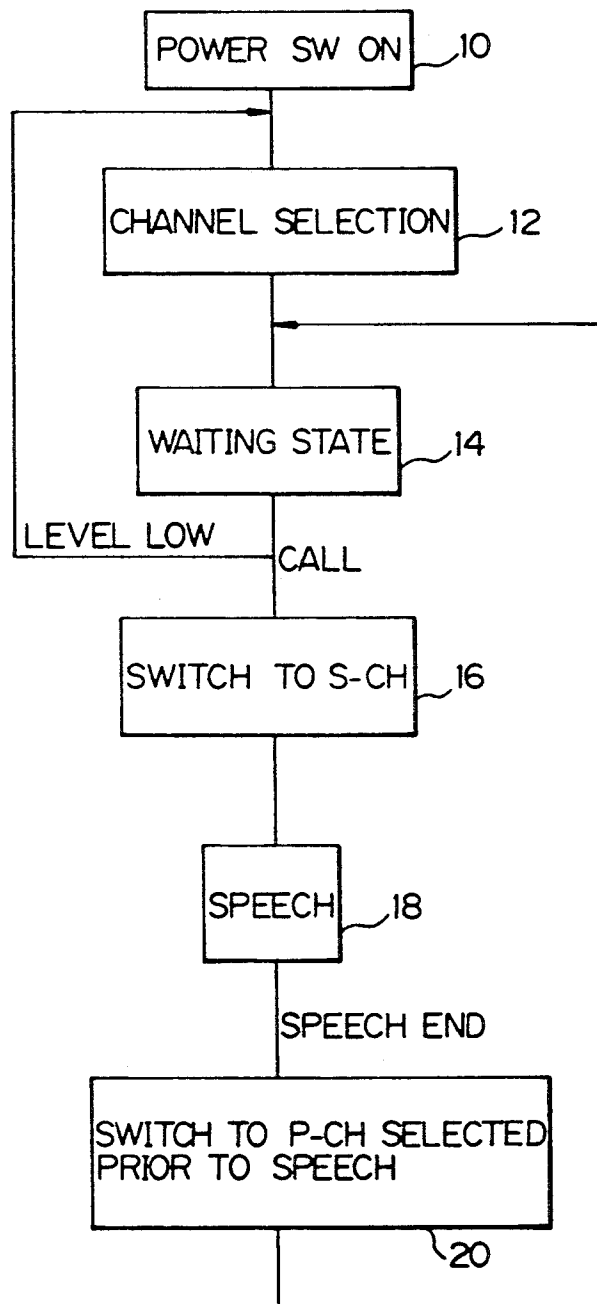 POWER SW ON
10
CHANNEL SELECTION
12
WAITING STATE
14
LEVEL LOW
CALL
SWITCH TO S-CH
16
SPEECH
18
SPEECH END
SWITCH TO P-CH SELECTED
PRIOR TO SPEECH
20